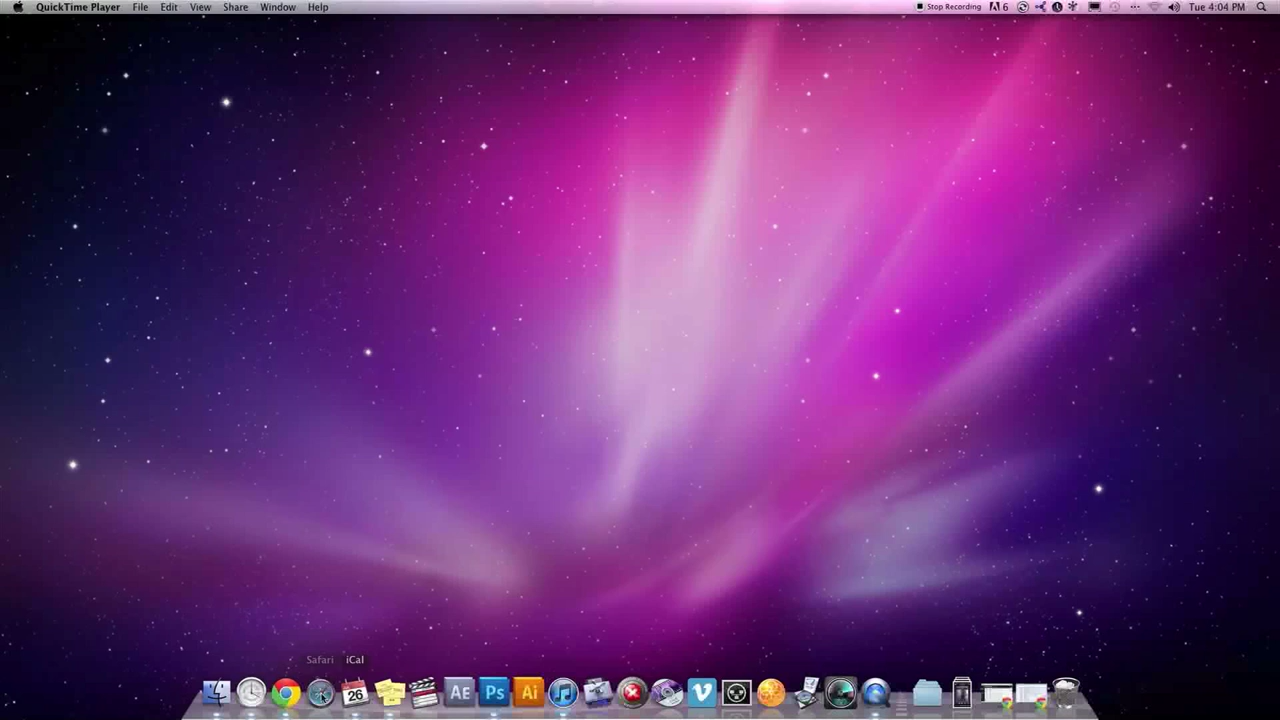 QuickTime Player File Edit View Share Window Help Stop Recording 6 Tue 4:04 PM
Safari iCal
26 AE Ps Ai